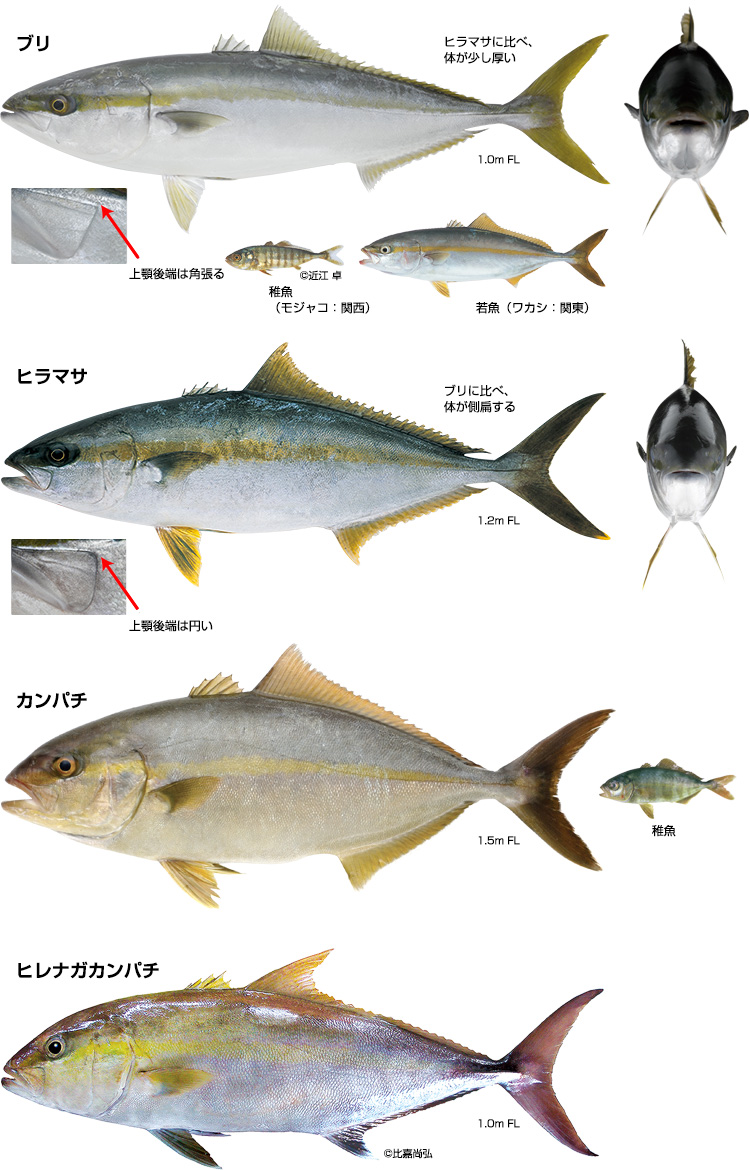 ブリ
ヒラマサに比べ、
体が少し厚い
1.0m FL
上顎後端は角張る
©近江 卓
稚魚
（モジャコ：関西）
若魚（ワカシ：関東）
ヒラマサ
ブリに比べ、
体が側扁する
1.2m FL
上顎後端は円い
カンパチ
1.5m FL
稚魚
ヒレナガカンパチ
1.0m FL
©比嘉尚弘